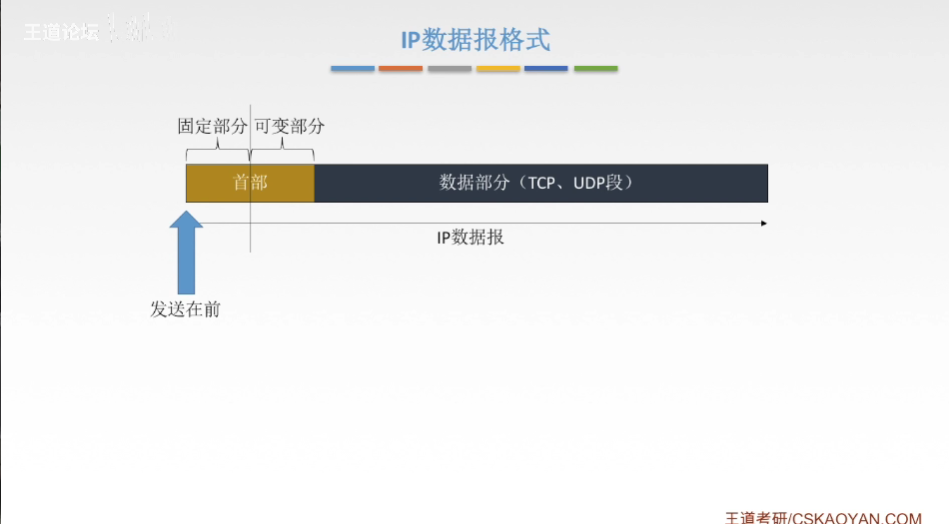 王道论坛
IP数据报格式
固定部分 可变部分
首部
数据部分（TCP、UDP段）
IP数据报
发送在前
王道考研/CSKAOYAN.COM